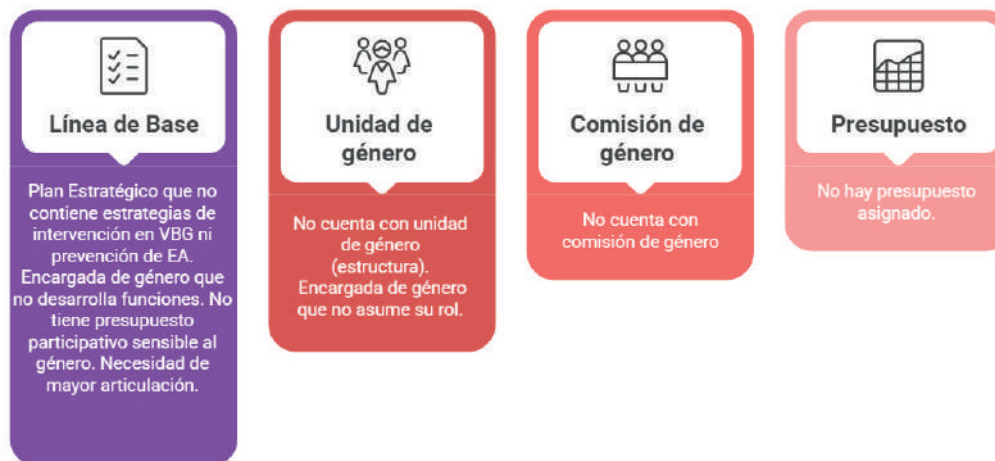 Línea de Base
Plan Estratégico que no
contiene estrategias de
intervención en VBG ni
prevención de EA.
Encargada de género que
no desarrolla funciones. No
tiene presupuesto
participativo sensible al
género. Necesidad de
mayor articulación.
Unidad de
género
No cuenta con unidad
de género
(estructura).
Encargada de género
que no asume su rol.
Comisión de
género
No cuenta con
comisión de género
Presupuesto
No hay presupuesto
asignado.